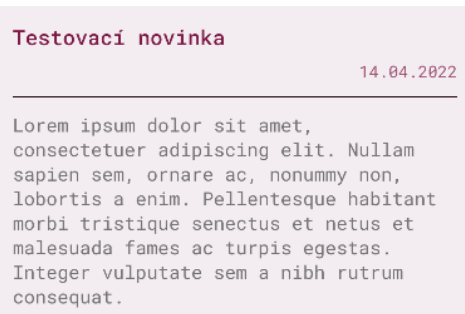 Testovací novinka
14.04.2022
Lorem ipsum dolor sit amet,
consectetuer adipiscing elit. Nullam
sapien sem, ornare ac, nonummy non,
lobortis a enim. Pellentesque habitant
morbi tristique senectus et netus et
malesuada fames ac turpis egestas.
Integer vulputate sem a nibh rutrum
consequat.